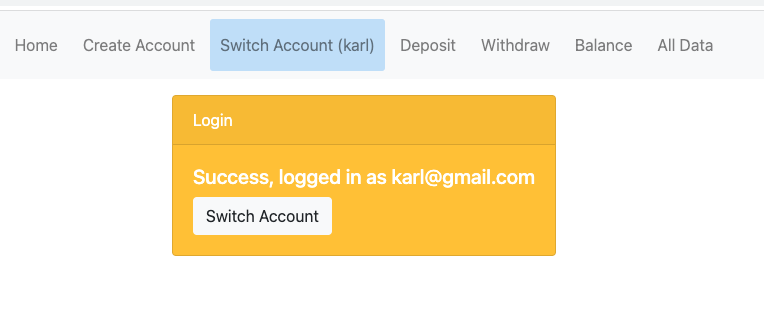 Home Create Account Switch Account (karl) Deposit Withdraw Balance All Data
Login
Success, logged in as karl@gmail.com
Switch Account